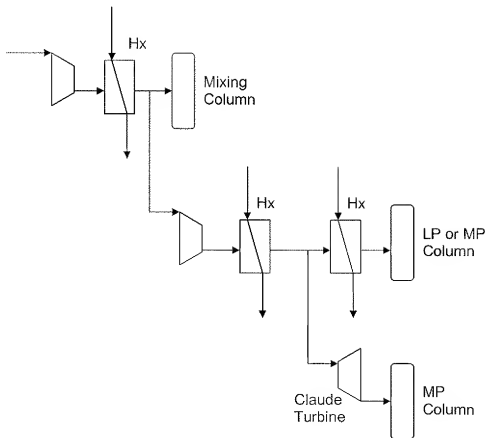 Hx
Mixing
Column
Hx
Hx
LP or MP
Column
Claude
Turbine
MP
Column